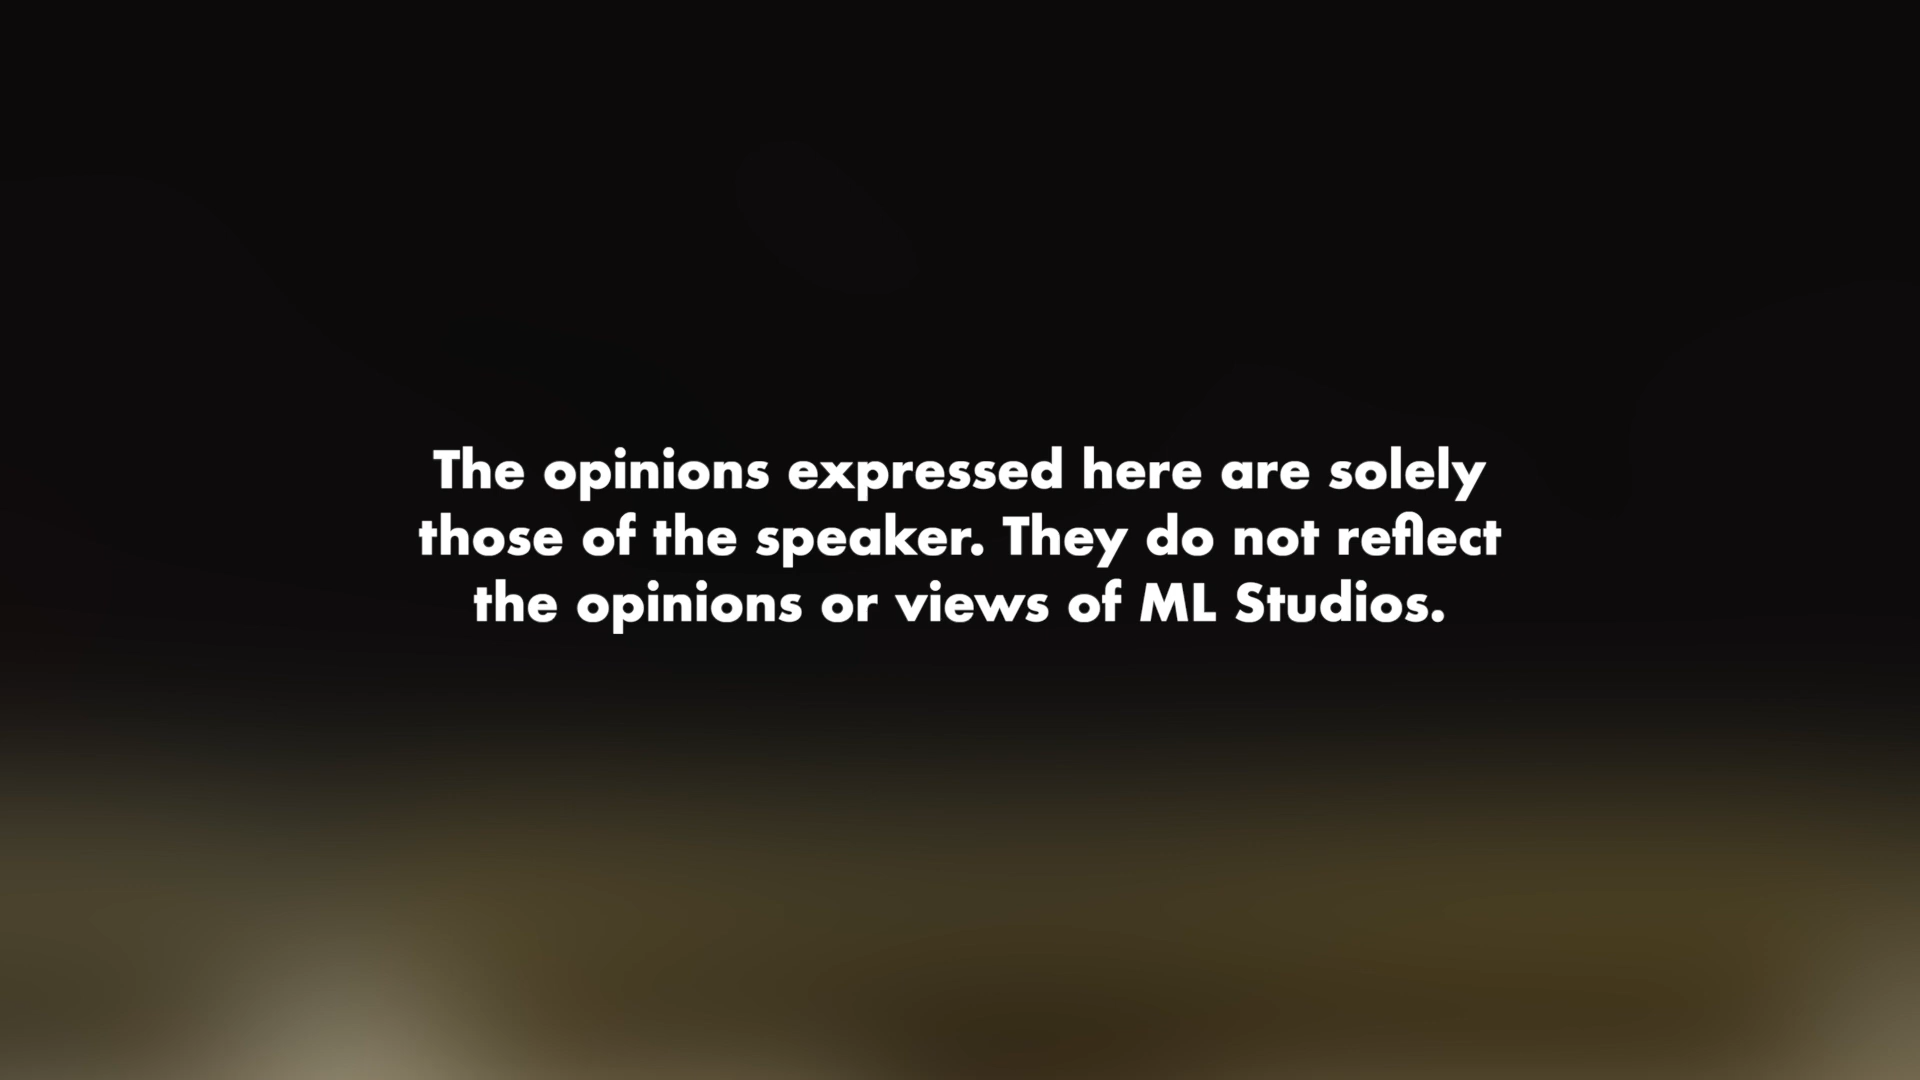 The opinions expressed here are solely
those of the speaker. They do not reflect
the opinions or views of ML Studios.